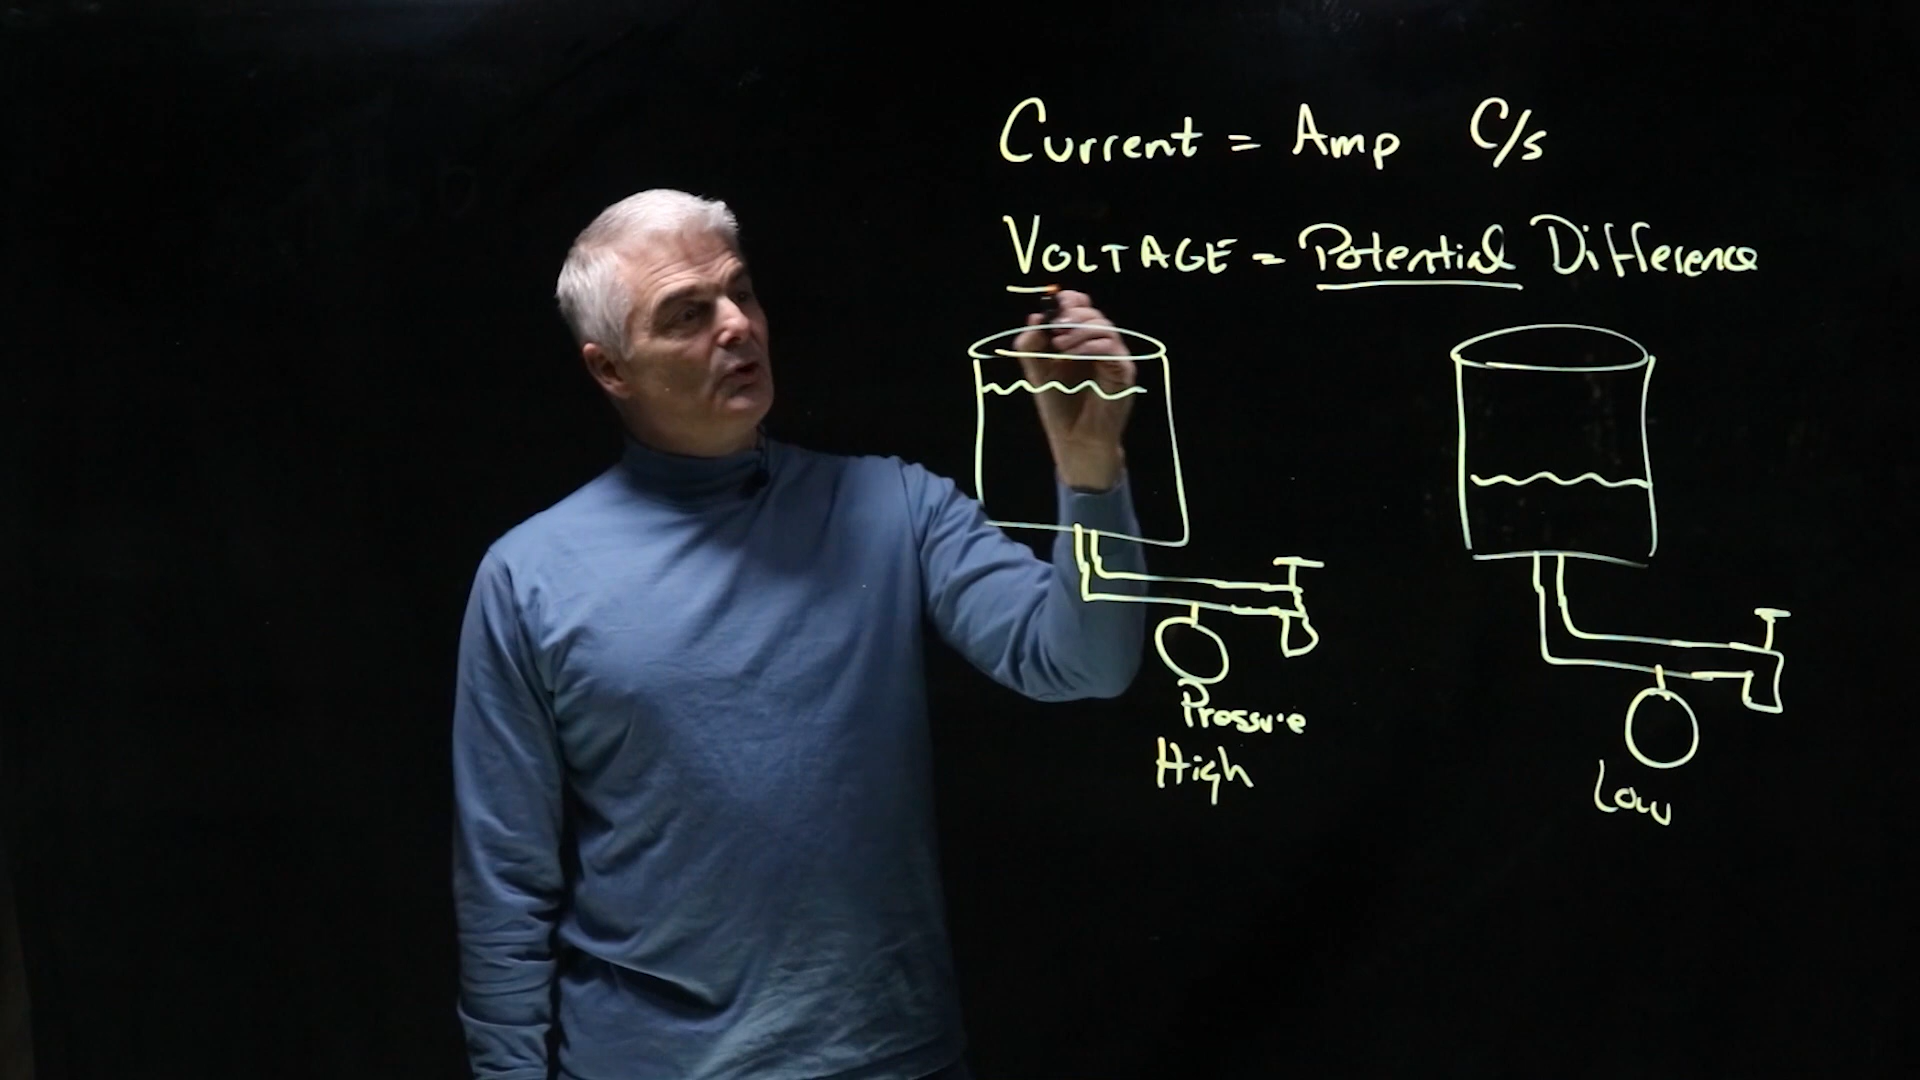 Current = Amp C/s
VOLTAGE = Potential Difference
Pressure
High
Low